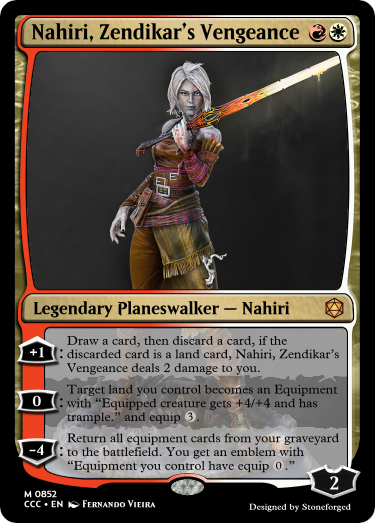 Nahiri, Zendikar's Vengeance
Legendary Planeswalker — Nahiri
+1: Draw a card, then discard a card, if the
discarded card is a land card, Nahiri, Zendikar's
Vengeance deals 2 damage to you.
0: Target land you control becomes an Equipment
with “Equipped creature gets +4/+4 and has
trample.” and equip 3.
-4: Return all equipment cards from your graveyard
to the battlefield. You get an emblem with
“Equipment you control have equip 0.”
2
M 0852
CCC • EN Fernando Vieira
Designed by Stoneforged